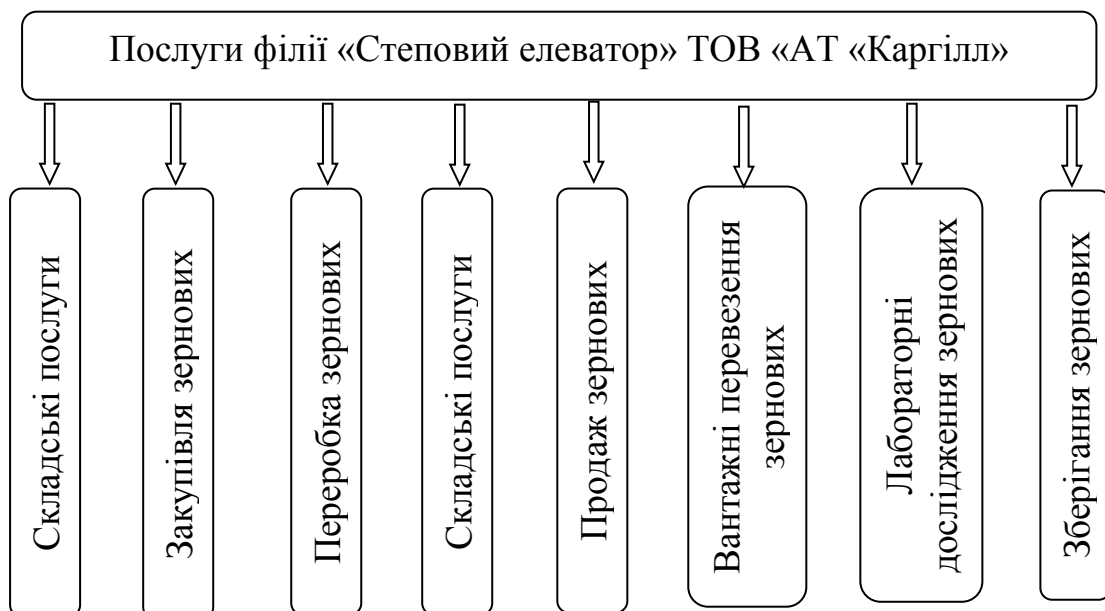 Послуги філії «Степовий елеватор» ТОВ «АТ «Каргілл»
Складські послуги
Закупівля зернових
Переробка зернових
Складські послуги
Продаж зернових
Вантажні перевезення
зернових
Лабораторні
дослідження зернових
Зберігання зернових